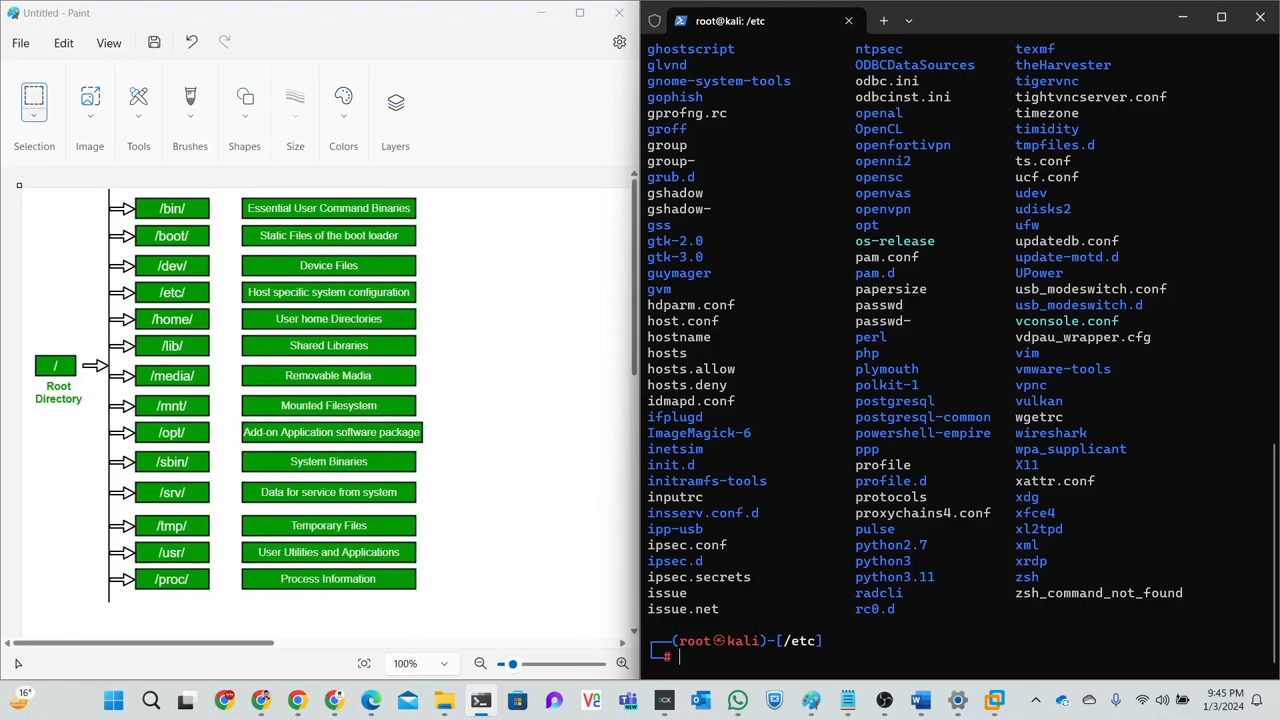 Untitled - Paint
File Edit View
Selection Image Tools Brushes Shapes Size Colors Layers
/bin/ Essential User Command Binaries
/boot/ Static Files of the boot loader
/dev/ Device Files
/etc/ Host specific system configuration
/home/ User home Directories
/lib/ Shared Libraries
/
Root
Directory
/media/ Removable Madia
/mnt/ Mounted Filesystem
/opt/ Add-on Application software package
/sbin/ System Binaries
/srv/ Data for service from system
/tmp/ Temporary Files
/usr/ User Utilities and Applications
/proc/ Process Information
100%
root@kali: /etc
ghostscript ntpsec texmf
glvnd ODBCDataSources theHarvester
gnome-system-tools odbc.ini tigervnc
gophish odbcinst.ini tightvncserver.conf
gprofng.rc openal timezone
groff OpenCL timidity
group openfortivpn tmpfiles.d
group- openni2 ts.conf
grub.d opensc ucf.conf
gshadow openvas udev
gshadow- openvpn udisks2
gss opt ufw
gtk-2.0 os-release updatedb.conf
gtk-3.0 pam.conf update-motd.d
guymager pam.d UPower
gvm papersize usb_modeswitch.conf
hdparm.conf passwd usb_modeswitch.d
host.conf passwd- vconsole.conf
hostname perl vdpau_wrapper.cfg
hosts php vim
hosts.allow plymouth vmware-tools
hosts.deny polkit-1 vpnc
idmapd.conf postgresql vulkan
ifplugd postgresql-common wgetrc
ImageMagick-6 powershell-empire wireshark
inetsim ppp wpa_supplicant
init.d profile X11
initramfs-tools profile.d xattr.conf
inputrc protocols xdg
insserv.conf.d proxychains4.conf xfce4
ipp-usb pulse xl2tpd
ipsec.conf python2.7 xml
ipsec.d python3 xrdp
ipsec.secrets python3.11 zsh
issue radcli zsh_command_not_found
issue.net rc0.d
(root㉿kali)-[/etc]
#
16°
9:45 PM
1/3/2024